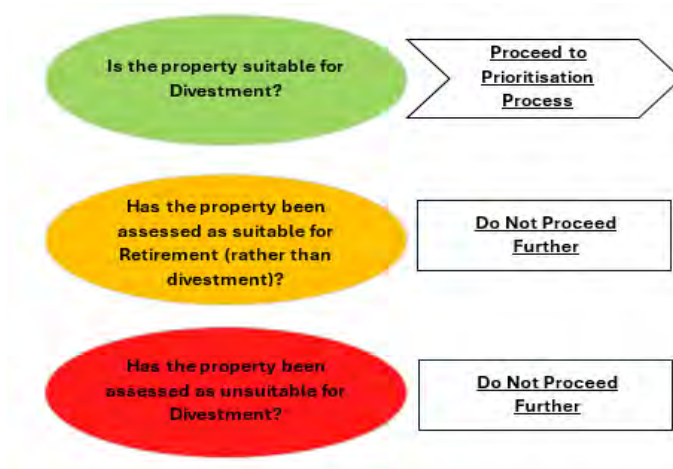 Is the property suitable for
Divestment?
Proceed to
Prioritisation
Process
Has the property been
assessed as suitable for
Retirement (rather than
divestment)?
Do Not Proceed
Further
Has the property been
assessed as unsuitable for
Divestment?
Do Not Proceed
Further